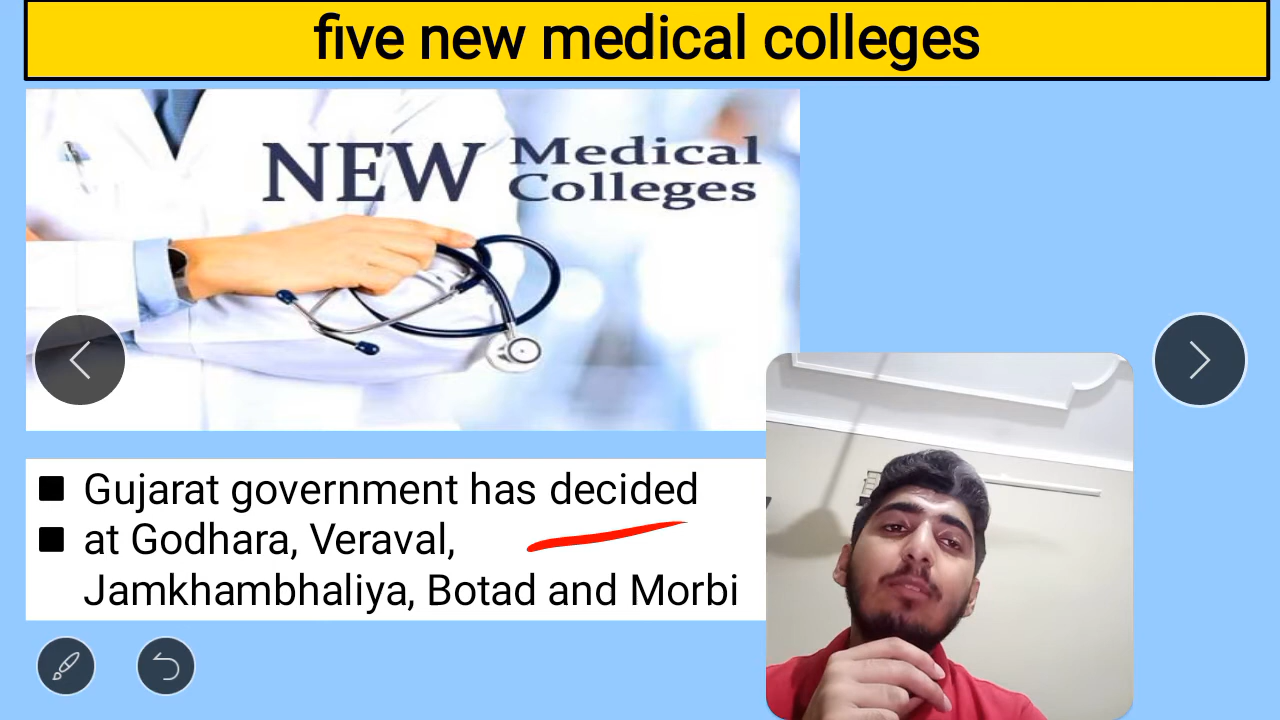 five new medical colleges
NEW Medical
Colleges
■ Gujarat government has decided
■ at Godhara, Veraval,
Jamkhambhaliya, Botad and Morbi